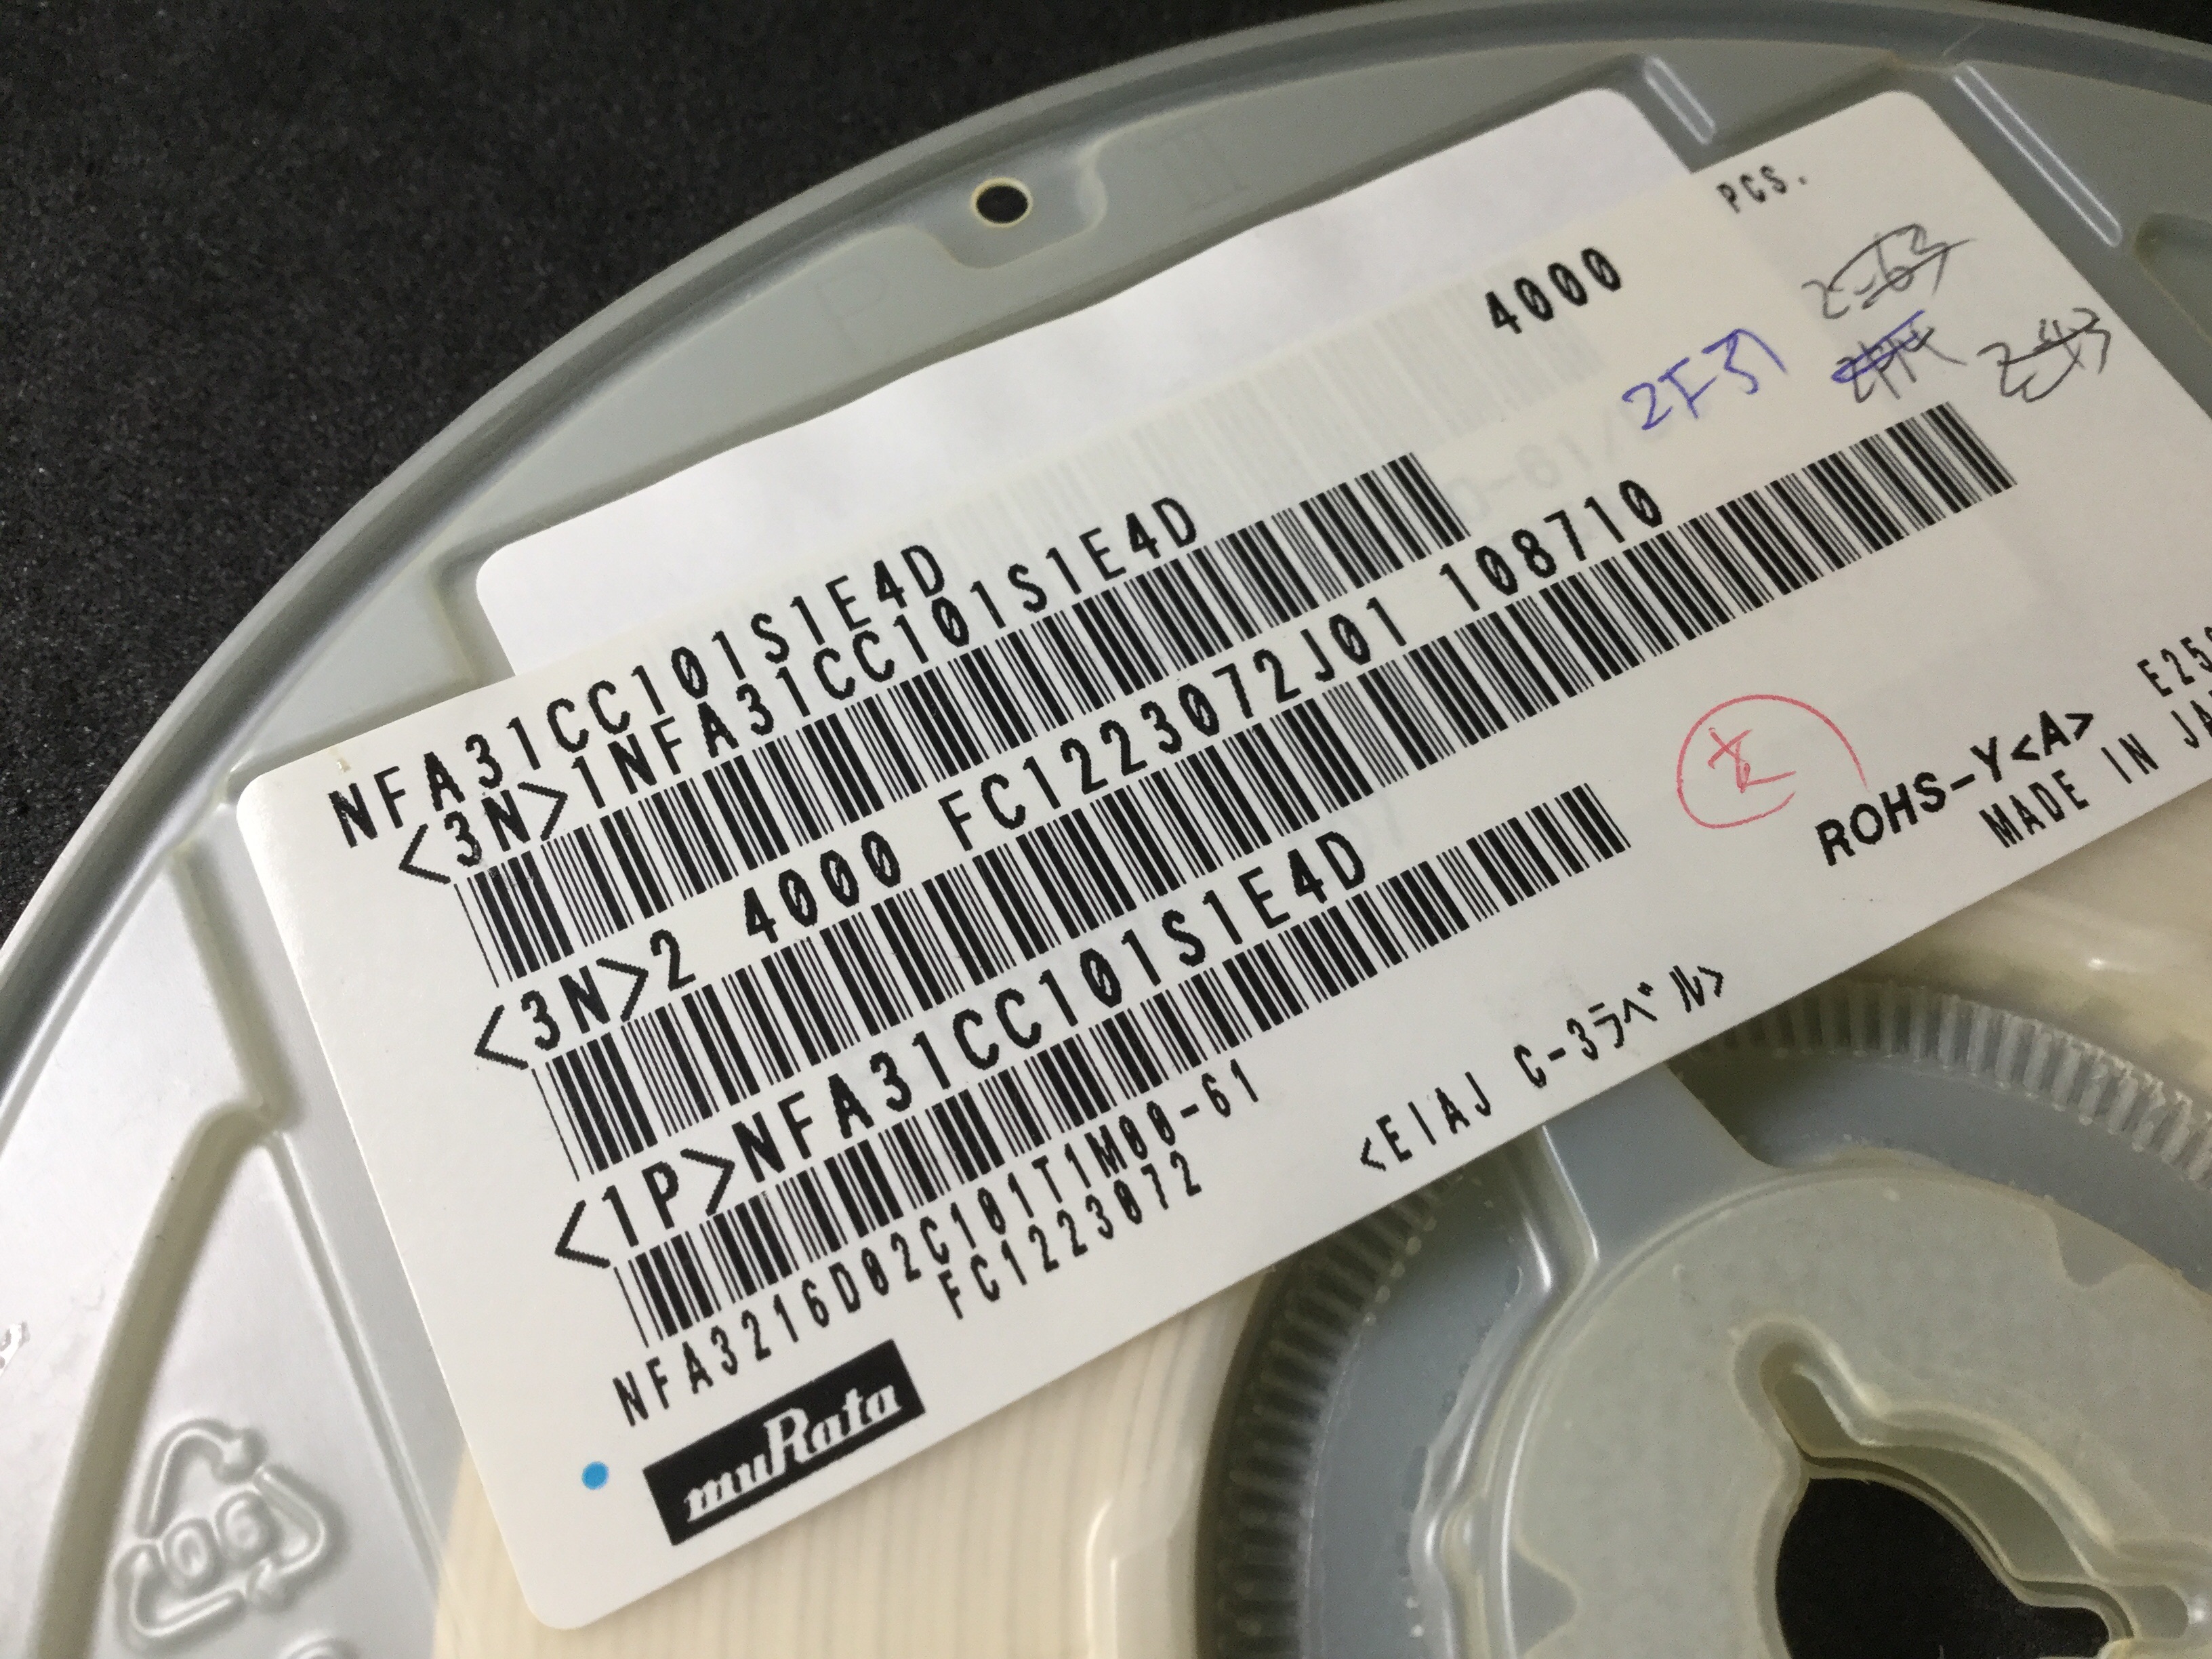 PCS.
4000
2F31
NFA31CC101S1E4D
<3N>1NFA31CC101S1E4D
<3N>2 4000 FC1223072J01 108710
<1P>NFA31CC101S1E4D
NFA3216D02C101T1M00-61
FC1223072
ROHS-Y<A>
MADE IN
<EIAJ C-3ラベル>
muRata
06